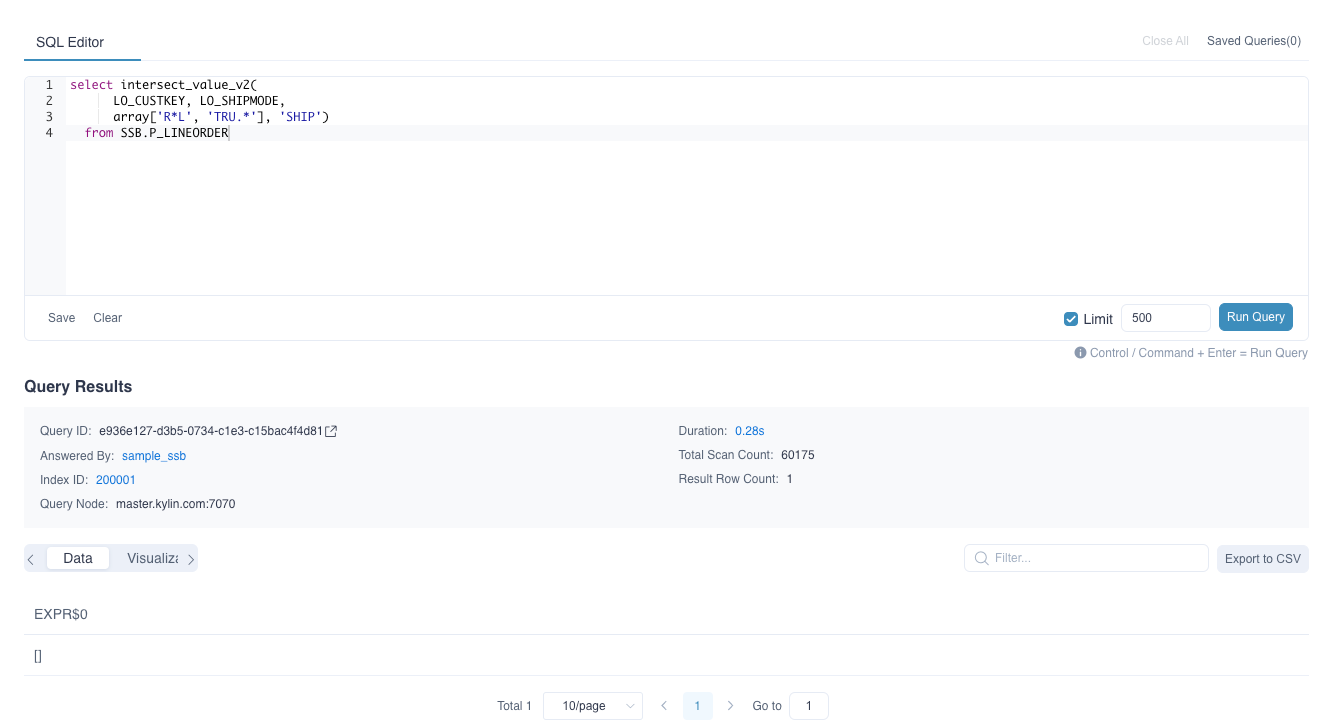 SQL Editor
Close All
Saved Queries(0)
1 select intersect_value_v2(
2 LO_CUSTKEY, LO_SHIPMODE,
3 array['R*L', 'TRU.*'], 'SHIP')
4 from SSB.P_LINEORDER
Save Clear
Limit 500 Run Query
Control / Command + Enter = Run Query
Query Results
Query ID: e936e127-d3b5-0734-c1e3-c15bac4f4d81
Answered By: sample_ssb
Index ID: 200001
Query Node: master.kylin.com:7070
Duration: 0.28s
Total Scan Count: 60175
Result Row Count: 1
Data Visualiza
Filter...
Export to CSV
EXPR$0
[]
Total 1 10/page 1 Go to 1